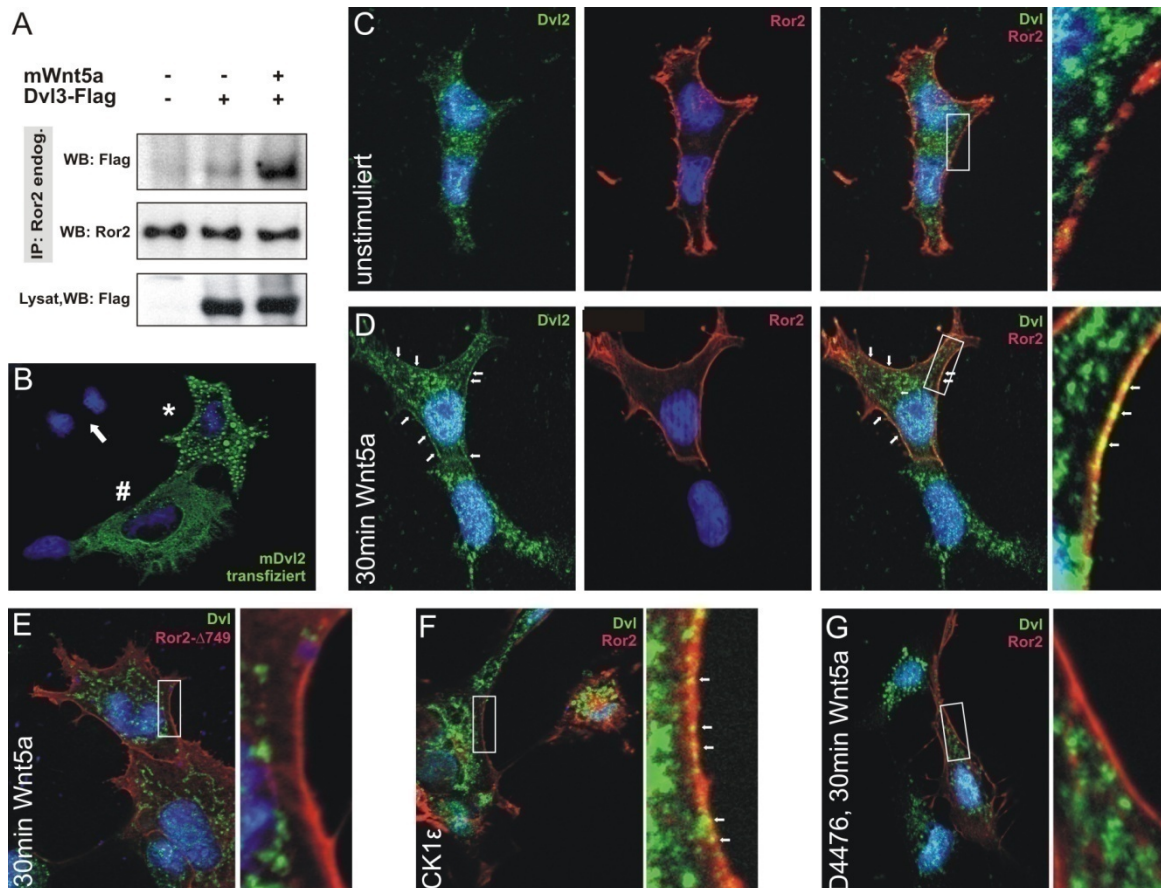 A
mWnt5a - - +
Dvl3-Flag - + +
IP: Ror2 endog.
WB: Flag
WB: Ror2
Lysat,WB: Flag
B
*
#
mDvl2
transfiziert
C
unstimuliert
Dvl2
Ror2
Dvl
Ror2
D
30min Wnt5a
Dvl2
Ror2
Dvl
Ror2
E
30min Wnt5a
Dvl
Ror2-Δ749
F
CK1ε
Dvl
Ror2
G
D4476, 30min Wnt5a
Dvl
Ror2